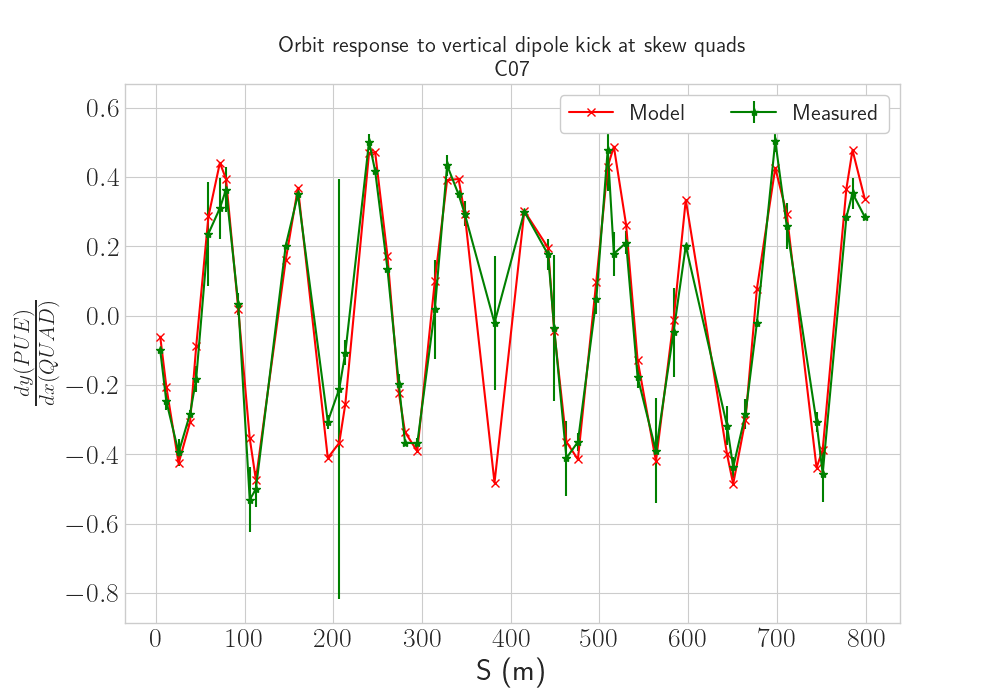 Orbit response to vertical dipole kick at skew quads
C07
Model
Measured
0.6
0.4
0.2
0.0
−0.2
−0.4
−0.6
−0.8
dy(PUE)
dx(QUAD)
0 100 200 300 400 500 600 700 800
S (m)